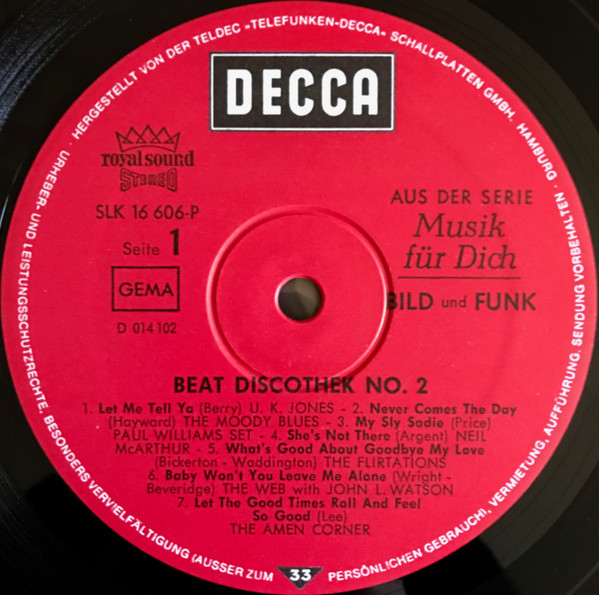 · HERGESTELLT VON DER TELDEC »TELEFUNKEN-DECCA« SCHALLPLATTEN GMBH. HAMBURG ·
URHEBER- UND LEISTUNGSSCHUTZRECHTE, BESONDERS VERVIELFÄLTIGUNG (AUSSER ZUM PERSÖNLICHEN GEBRAUCH), VERMIETUNG, AUFFÜHRUNG, SENDUNG VORBEHALTEN.
DECCA
royal sound
STEREO
SLK 16 606-P
Seite 1
GEMA
D 014 102
AUS DER SERIE
Musik
für Dich
BILD und FUNK
BEAT DISCOTHEK NO. 2
1. Let Me Tell Ya (Berry) U. K. JONES - 2. Never Comes The Day
(Hayward) THE MOODY BLUES - 3. My Sly Sadie (Price)
PAUL WILLIAMS SET - 4. She's Not There (Argent) NEIL
McARTHUR - 5. What's Good About Goodbye My Love
(Bickerton - Waddington) THE FLIRTATIONS
6. Baby Won't You Leave Me Alone (Wright -
Beveridge) THE WEB with JOHN L. WATSON
7. Let The Good Times Roll And Feel
So Good (Lee)
THE AMEN CORNER
33